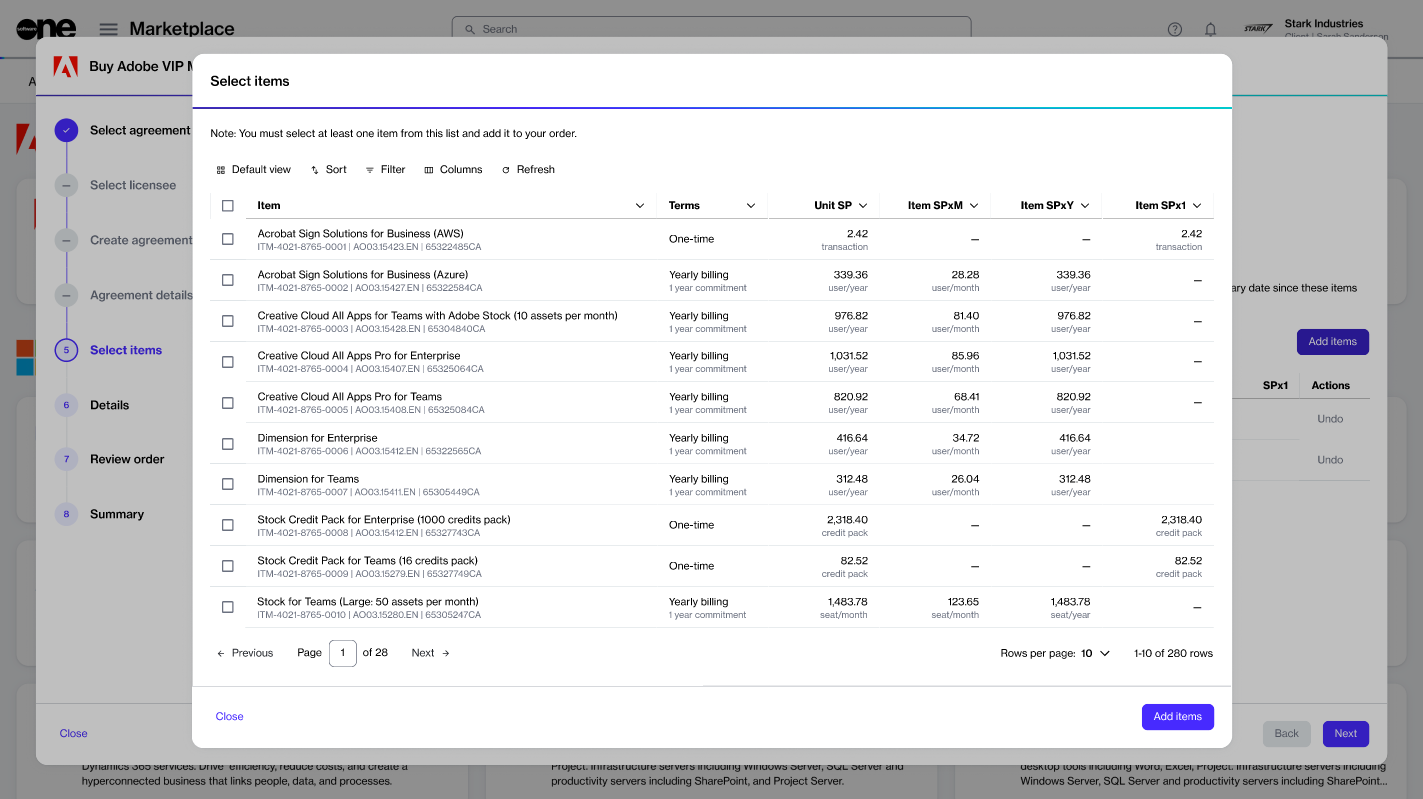 software
one
Marketplace
Search
STARK
Stark Industries
Client | Sarah Sanderson
A
Buy Adobe VIP M
Select agreement
Select licensee
Create agreement
Agreement details
5
Select items
6
Details
7
Review order
8
Summary
Close
Select items
Note: You must select at least one item from this list and add it to your order.
Default view Sort Filter Columns Refresh
Item Terms Unit SP Item SPxM Item SPxY Item SPx1
Acrobat Sign Solutions for Business (AWS) One-time 2.42 — — 2.42
ITM-4021-8765-0001 | AO03.15423.EN | 65322485CA transaction transaction
Acrobat Sign Solutions for Business (Azure) Yearly billing 339.36 28.28 339.36 —
ITM-4021-8765-0002 | AO03.15427.EN | 65322584CA 1 year commitment user/year user/month user/year
Creative Cloud All Apps for Teams with Adobe Stock (10 assets per month) Yearly billing 976.82 81.40 976.82 —
ITM-4021-8765-0003 | AO03.15428.EN | 65304840CA 1 year commitment user/year user/month user/year
Creative Cloud All Apps Pro for Enterprise Yearly billing 1,031.52 85.96 1,031.52 —
ITM-4021-8765-0004 | AO03.15407.EN | 65325064CA 1 year commitment user/year user/month user/year
Creative Cloud All Apps Pro for Teams Yearly billing 820.92 68.41 820.92 —
ITM-4021-8765-0005 | AO03.15408.EN | 65325084CA 1 year commitment user/year user/month user/year
Dimension for Enterprise Yearly billing 416.64 34.72 416.64
ITM-4021-8765-0006 | AO03.15412.EN | 65322565CA 1 year commitment user/year user/month user/year
Dimension for Teams Yearly billing 312.48 26.04 312.48
ITM-4021-8765-0007 | AO03.15411.EN | 65305449CA 1 year commitment user/year user/month user/year
Stock Credit Pack for Enterprise (1000 credits pack) One-time 2,318.40 — — 2,318.40
ITM-4021-8765-0008 | AO03.15412.EN | 65327743CA credit pack credit pack
Stock Credit Pack for Teams (16 credits pack) One-time 82.52 — — 82.52
ITM-4021-8765-0009 | AO03.15279.EN | 65327749CA credit pack credit pack
Stock for Teams (Large: 50 assets per month) Yearly billing 1,483.78 123.65 1,483.78 —
ITM-4021-8765-0010 | AO03.15280.EN | 65305247CA 1 year commitment seat/month seat/month seat/year
Previous Page 1 of 28 Next Rows per page: 10 1-10 of 280 rows
Close Add items
ary date since these items
Add items
SPx1 Actions
Undo
Undo
Back Next
Dynamics 365 services. Drive efficiency, reduce costs, and create a
hyperconnected business that links people, data, and processes.
Project. Infrastructure servers including Windows Server, SQL Server and
productivity servers including SharePoint, and Project Server.
desktop tools including Word, Excel, Project. Infrastructure servers including
Windows Server, SQL Server and productivity servers including SharePoint...